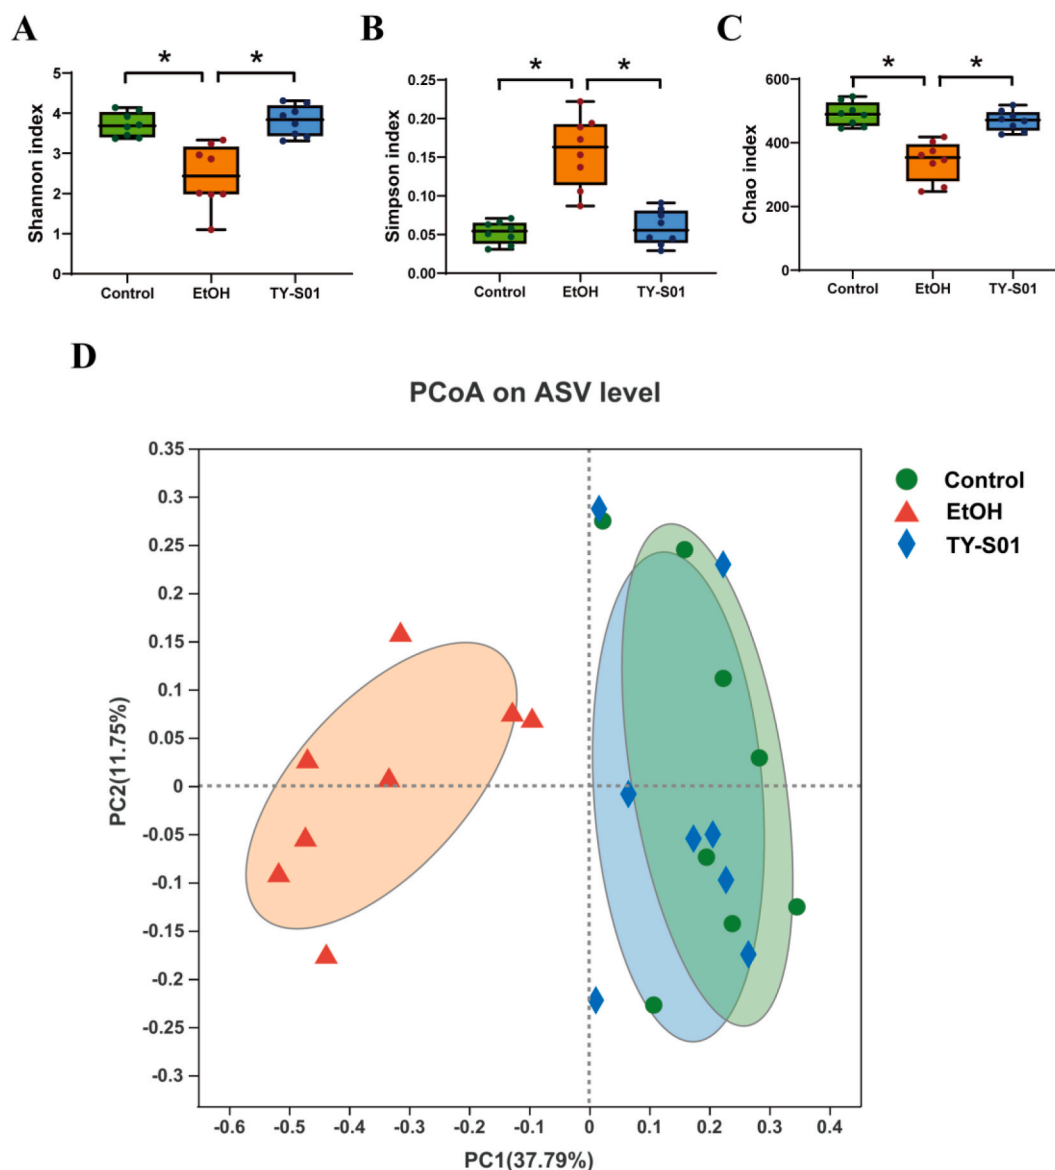 A
B
C
Shannon index
5
4
3
2
1
0
* *
Control EtOH TY-S01
Simpson index
0.25
0.20
0.15
0.10
0.05
0.00
* *
Control EtOH TY-S01
Chao index
600
400
200
0
* *
Control EtOH TY-S01
D
PCoA on ASV level
PC2(11.75%)
0.35
0.3
0.25
0.2
0.15
0.1
0.05
0
-0.05
-0.1
-0.15
-0.2
-0.25
-0.3
-0.6 -0.5 -0.4 -0.3 -0.2 -0.1 0 0.1 0.2 0.3 0.4
PC1(37.79%)
Control
EtOH
TY-S01